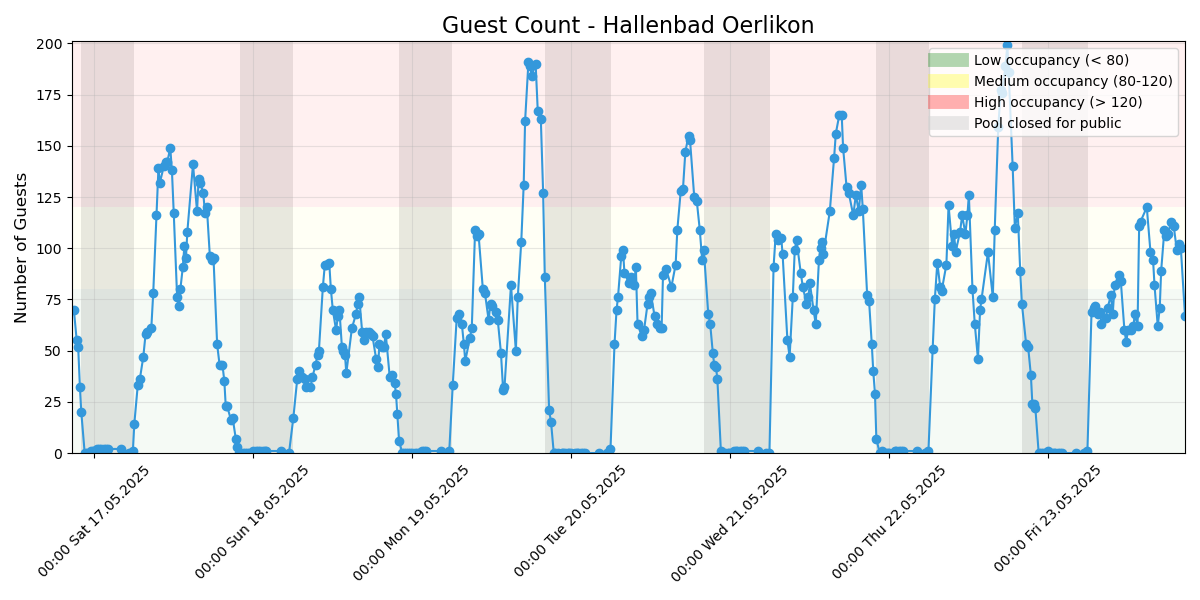 Guest Count - Hallenbad Oerlikon
Number of Guests
200
175
150
125
100
75
50
25
0
Low occupancy (< 80)
Medium occupancy (80-120)
High occupancy (> 120)
Pool closed for public
00:00 Sat 17.05.2025
00:00 Sun 18.05.2025
00:00 Mon 19.05.2025
00:00 Tue 20.05.2025
00:00 Wed 21.05.2025
00:00 Thu 22.05.2025
00:00 Fri 23.05.2025